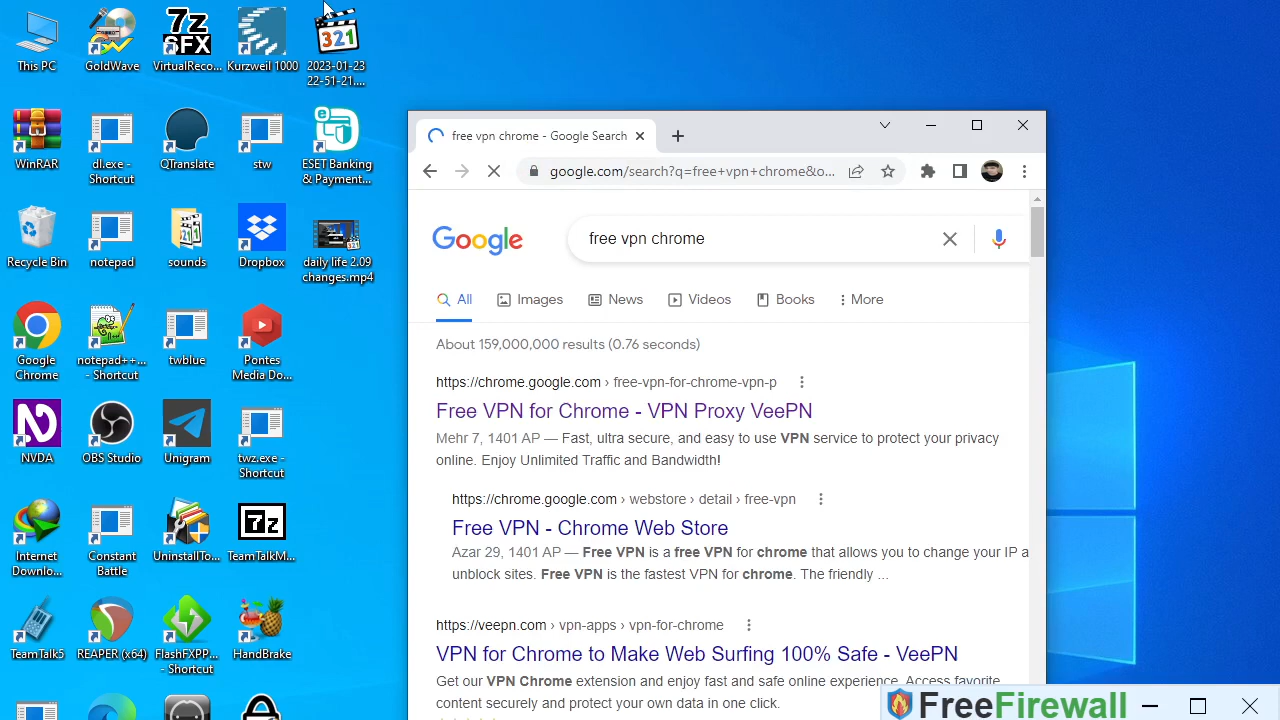 This PC
GoldWave
7z
SFX
VirtualReco...
Kurzweil 1000
321
2023-01-23
22-51-21....
WinRAR
dl.exe -
Shortcut
QTranslate
stw
ESET Banking
& Payment...
Recycle Bin
notepad
sounds
Dropbox
daily life 2.09
changes.mp4
Google
Chrome
notepad++...
- Shortcut
twblue
Pontes
Media Do...
NVDA
OBS Studio
Unigram
twz.exe -
Shortcut
Internet
Downlo...
Constant
Battle
UninstallTo...
7z
TeamTalkM...
TeamTalk5
REAPER (x64)
FlashFXPP...
- Shortcut
HandBrake
free vpn chrome - Google Search
google.com/search?q=free+vpn+chrome&o...
Google
free vpn chrome
All Images News Videos Books More
About 159,000,000 results (0.76 seconds)
https://chrome.google.com › free-vpn-for-chrome-vpn-p
Free VPN for Chrome - VPN Proxy VeePN
Mehr 7, 1401 AP — Fast, ultra secure, and easy to use VPN service to protect your privacy
online. Enjoy Unlimited Traffic and Bandwidth!
https://chrome.google.com › webstore › detail › free-vpn
Free VPN - Chrome Web Store
Azar 29, 1401 AP — Free VPN is a free VPN for chrome that allows you to change your IP a
unblock sites. Free VPN is the fastest VPN for chrome. The friendly ...
https://veepn.com › vpn-apps › vpn-for-chrome
VPN for Chrome to Make Web Surfing 100% Safe - VeePN
Get our VPN Chrome extension and enjoy fast and safe online experience. Access favorite
content securely and protect your own data in one click.
FreeFirewall